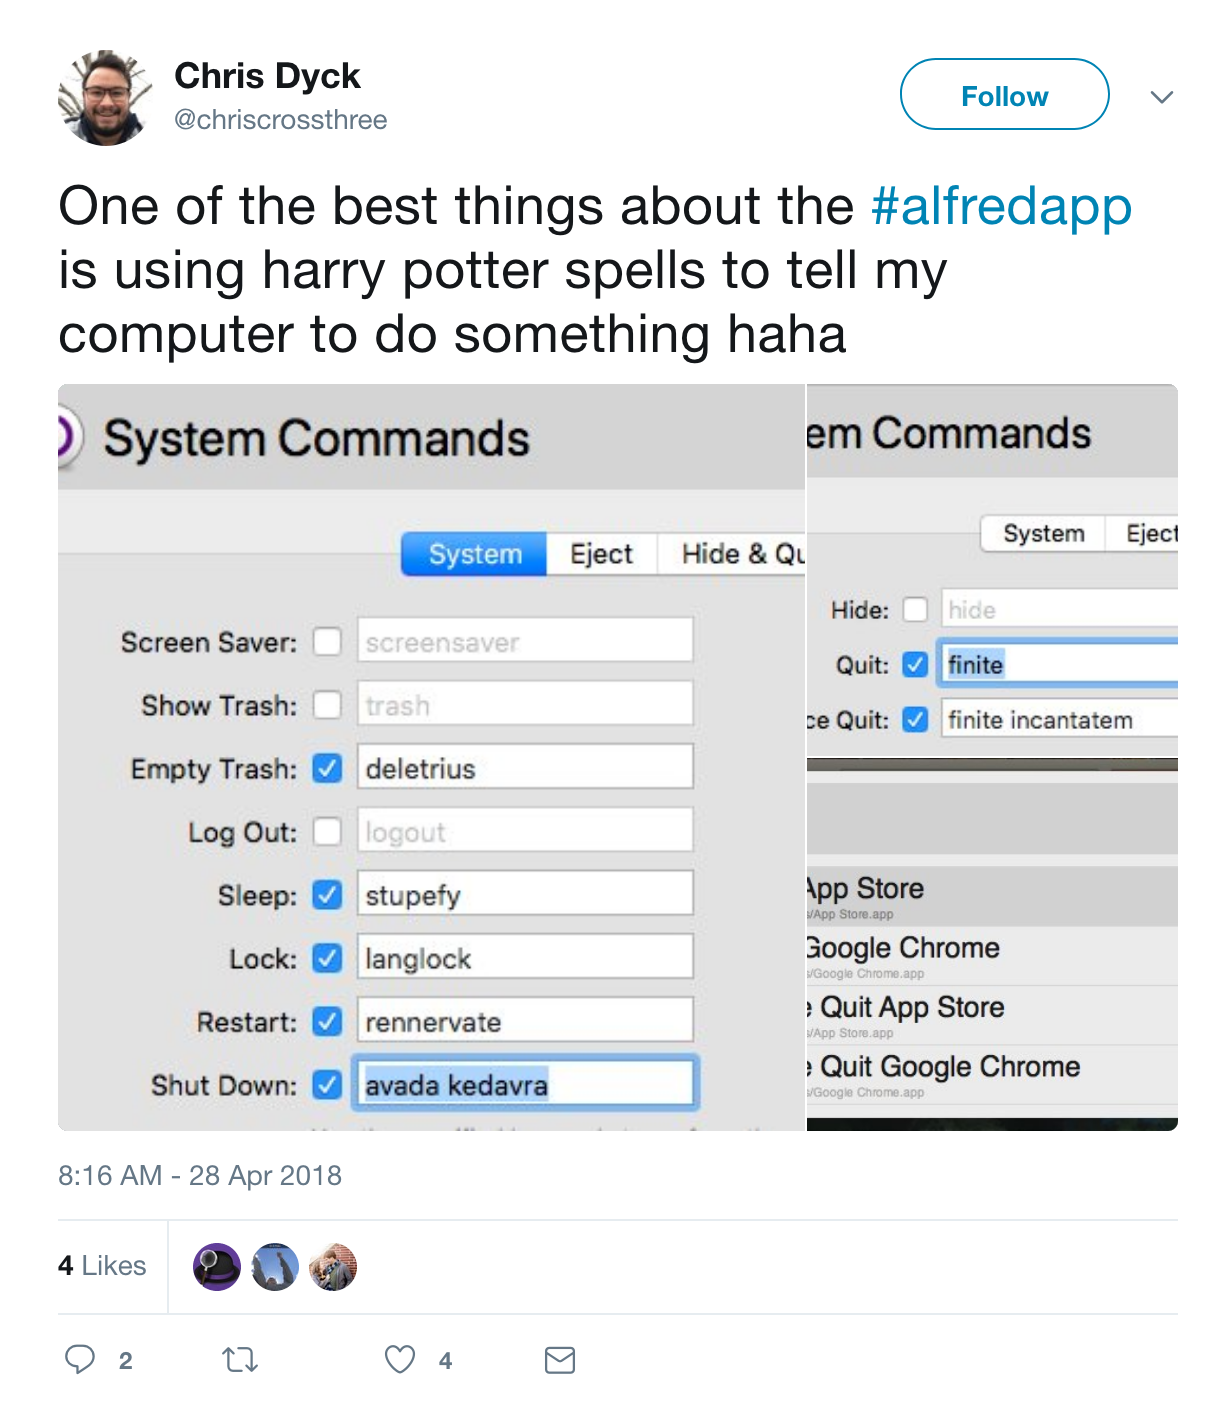 Chris Dyck
@chriscrossthree
Follow
One of the best things about the #alfredapp
is using harry potter spells to tell my
computer to do something haha
System Commands
System Eject Hide & Qu
Screen Saver: screensaver
Show Trash: trash
Empty Trash: deletrius
Log Out: logout
Sleep: stupefy
Lock: langlock
Restart: rennervate
Shut Down: avada kedavra
em Commands
System Eject
Hide: hide
Quit: finite
ce Quit: finite incantatem
App Store
/App Store.app
Google Chrome
/Google Chrome.app
e Quit App Store
/App Store.app
e Quit Google Chrome
/Google Chrome.app
8:16 AM - 28 Apr 2018
4 Likes
2 4